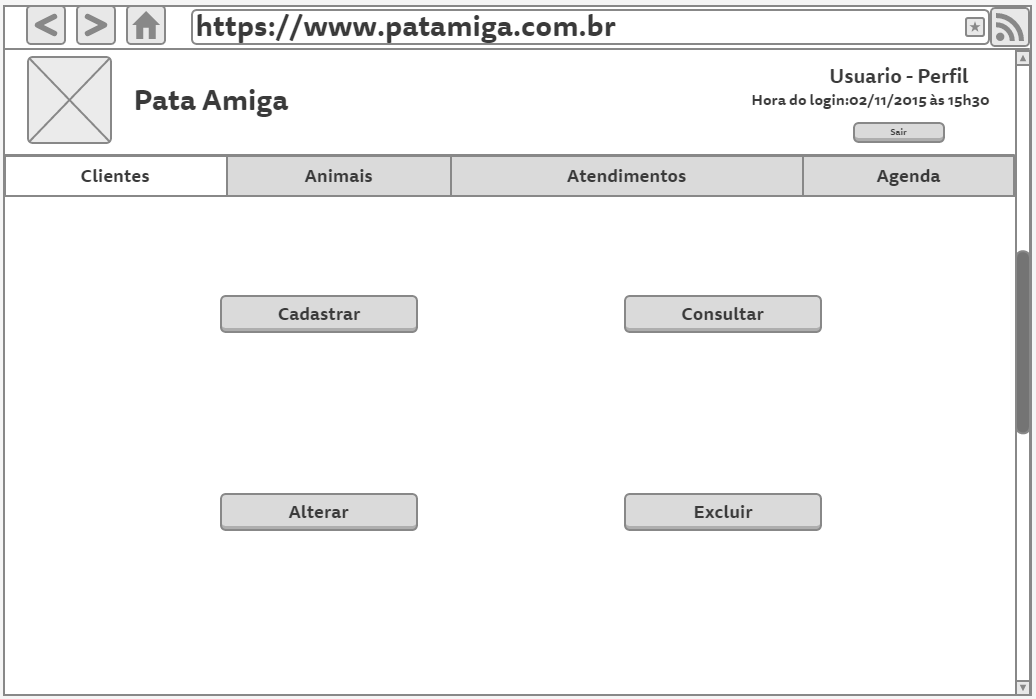 https://www.patamiga.com.br
Pata Amiga
Usuario - Perfil
Hora do login:02/11/2015 às 15h30
Sair
Clientes
Animais
Atendimentos
Agenda
Cadastrar
Consultar
Alterar
Excluir